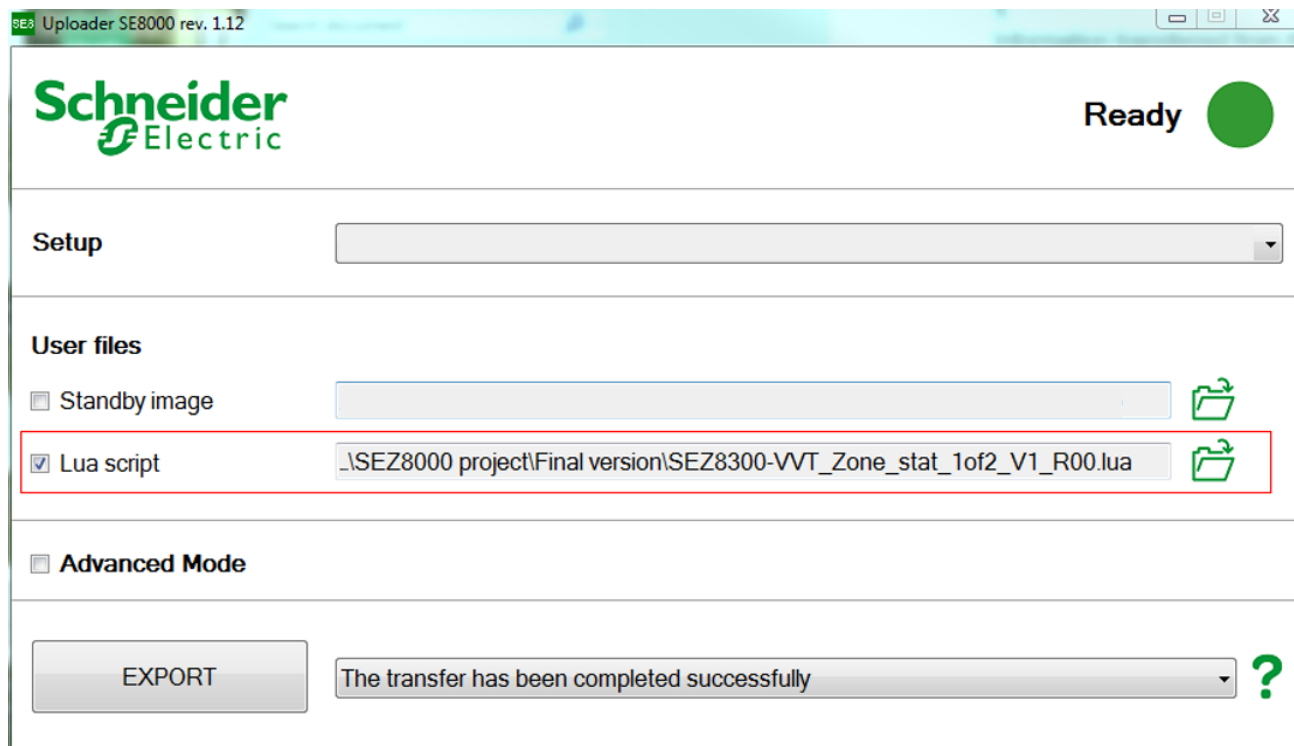 SE8 Uploader SE8000 rev. 1.12
Schneider
Electric
Ready
Setup
User files
Standby image
Lua script
..\SEZ8000 project\Final version\SEZ8300-VVT_Zone_stat_1of2_V1_R00.lua
Advanced Mode
EXPORT
The transfer has been completed successfully
?